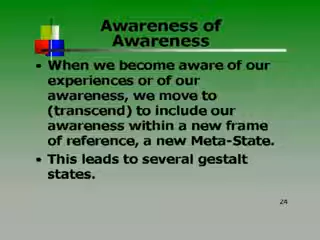 Awareness of
Awareness
• When we become aware of our
experiences or of our
awareness, we move to
(transcend) to include our
awareness within a new frame
of reference, a new Meta-State.
• This leads to several gestalt
states.
24